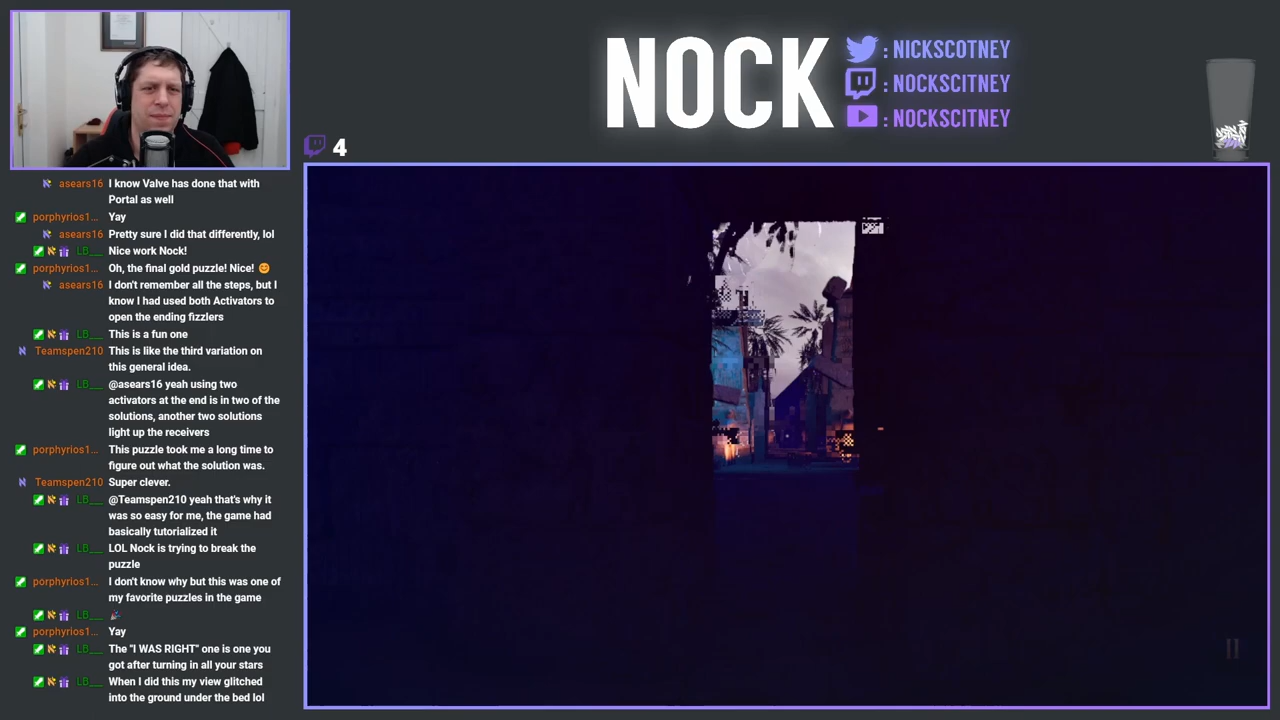 NOCK
: NICKSCOTNEY
: NOCKSCITNEY
: NOCKSCITNEY
4
asears16 I know Valve has done that with
Portal as well
porphyrios1... Yay
asears16 Pretty sure I did that differently, lol
LB__ Nice work Nock!
porphyrios1... Oh, the final gold puzzle! Nice! 😊
asears16 I don't remember all the steps, but I
know I had used both Activators to
open the ending fizzlers
LB__ This is a fun one
Teamspen210 This is like the third variation on
this general idea.
LB__ @asears16 yeah using two
activators at the end is in two of the
solutions, another two solutions
light up the receivers
porphyrios1... This puzzle took me a long time to
figure out what the solution was.
Teamspen210 Super clever.
LB__ @Teamspen210 yeah that's why it
was so easy for me, the game had
basically tutorialized it
LB__ LOL Nock is trying to break the
puzzle
porphyrios1... I don't know why but this was one of
my favorite puzzles in the game
LB__ 🎉
porphyrios1... Yay
LB__ The "I WAS RIGHT" one is one you
got after turning in all your stars
LB__ When I did this my view glitched
into the ground under the bed lol